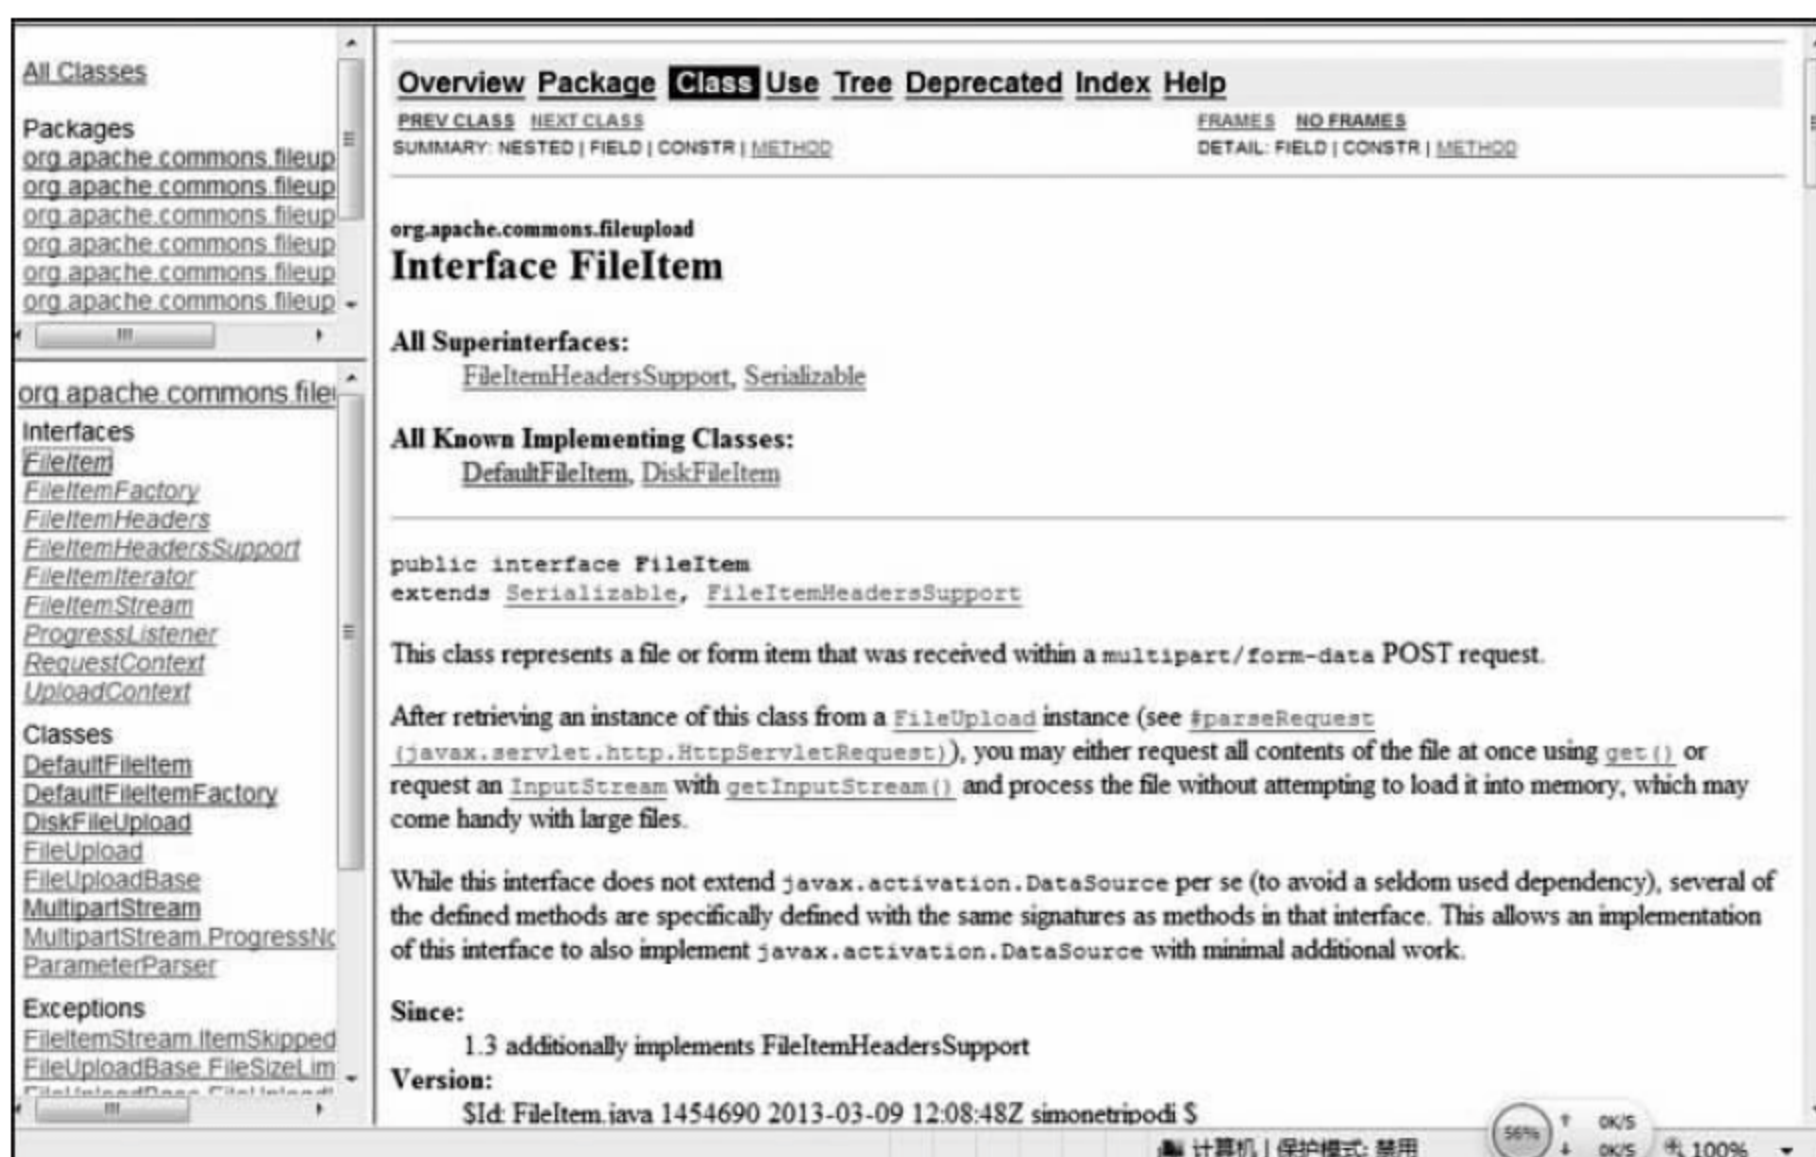 All Classes
Packages
org.apache.commons.fileup
org.apache.commons.fileup
org.apache.commons.fileup
org.apache.commons.fileup
org.apache.commons.fileup
org.apache.commons.fileup
org.apache.commons.file
Interfaces
FileItem
FileItemFactory
FileItemHeaders
FileItemHeadersSupport
FileItemIterator
FileItemStream
ProgressListener
RequestContext
UploadContext
Classes
DefaultFileItem
DefaultFileItemFactory
DiskFileUpload
FileUpload
FileUploadBase
MultipartStream
MultipartStream.ProgressNo
ParameterParser
Exceptions
FileItemStream.ItemSkipped
FileUploadBase.FileSizeLim
Overview Package Class Use Tree Deprecated Index Help
PREV CLASS NEXT CLASS FRAMES NO FRAMES
SUMMARY: NESTED | FIELD | CONSTR | METHOD DETAIL: FIELD | CONSTR | METHOD
org.apache.commons.fileupload
Interface FileItem
All Superinterfaces:
FileItemHeadersSupport, Serializable
All Known Implementing Classes:
DefaultFileItem, DiskFileItem
public interface FileItem
extends Serializable, FileItemHeadersSupport
This class represents a file or form item that was received within a multipart/form-data POST request.
After retrieving an instance of this class from a FileUpload instance (see #parseRequest
(javax.servlet.http.HttpServletRequest)), you may either request all contents of the file at once using get() or
request an InputStream with getInputStream() and process the file without attempting to load it into memory, which may
come handy with large files.
While this interface does not extend javax.activation.DataSource per se (to avoid a seldom used dependency), several of
the defined methods are specifically defined with the same signatures as methods in that interface. This allows an implementation
of this interface to also implement javax.activation.DataSource with minimal additional work.
Since:
1.3 additionally implements FileItemHeadersSupport
Version:
$Id: FileItem.java 1454690 2013-03-09 12:08:48Z simonetripodi $
56% 0K/S
0K/S
计算机 | 保护模式: 禁用 100%